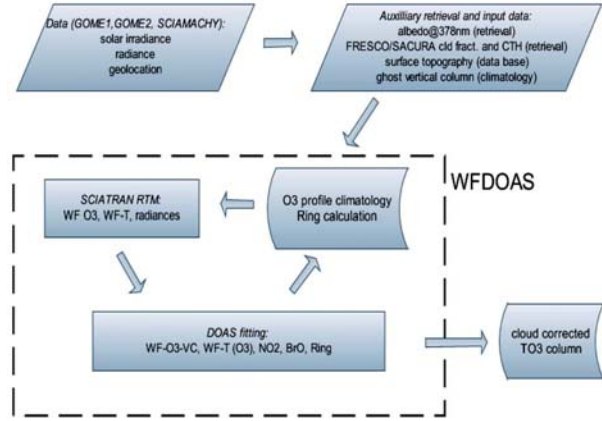 Data (GOME1,GOME2, SCIAMACHY):
solar irradiance
radiance
geolocation
Auxilliary retrieval and input data:
albedo@378nm (retrieval)
FRESCO/SACURA cld fract. and CTH (retrieval)
surface topography (data base)
ghost vertical column (climatology)
WFDOAS
SCIATRAN RTM:
WF O3, WF-T, radiances
O3 profile climatology
Ring calculation
DOAS fitting:
WF-O3-VC, WF-T (O3), NO2, BrO, Ring
cloud corrected
TO3 column